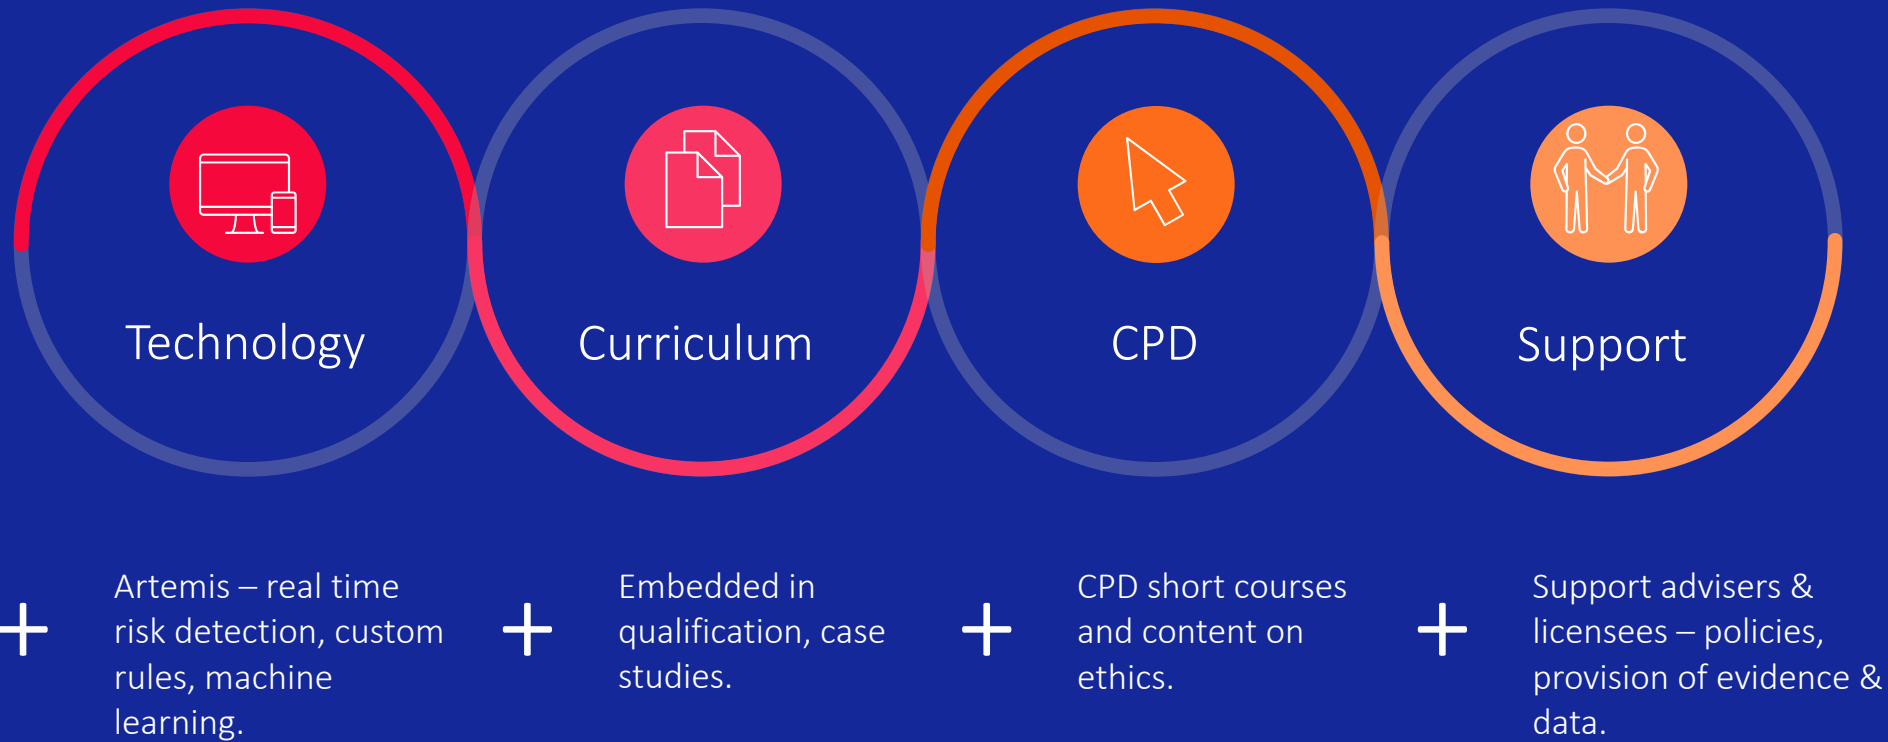 Technology
Curriculum
CPD
Support
Artemis – real time
risk detection, custom
rules, machine
learning.
Embedded in
qualification, case
studies.
CPD short courses
and content on
ethics.
Support advisers &
licensees – policies,
provision of evidence &
data.